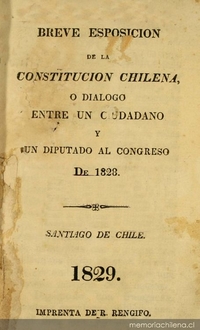 BREVE ESPOSICION
DE LA
CONSTITUCION CHILENA,
O DIALOGO
ENTRE UN CIUDADANO
Y
UN DIPUTADO AL CONGRESO
DE 1828.
SANTIAGO DE CHILE.
1829.
IMPRENTA DE R. RENGIFO.
www.memoriachilena.cl